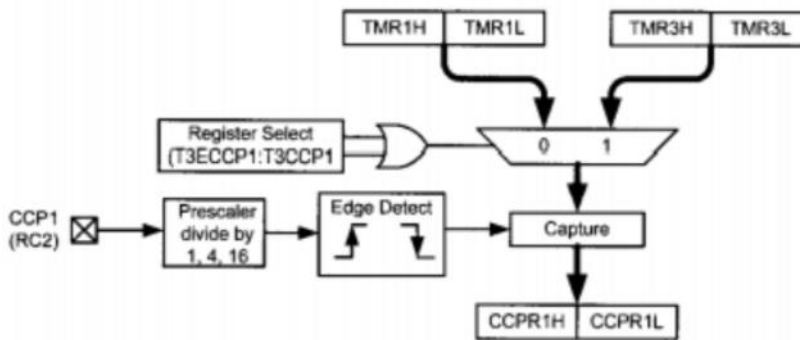 TMR1H TMR1L
TMR3H TMR3L
Register Select
(T3ECCP1:T3CCP1
0 1
CCP1
(RC2)
Prescaler
divide by
1, 4, 16
Edge Detect
Capture
CCPR1H CCPR1L